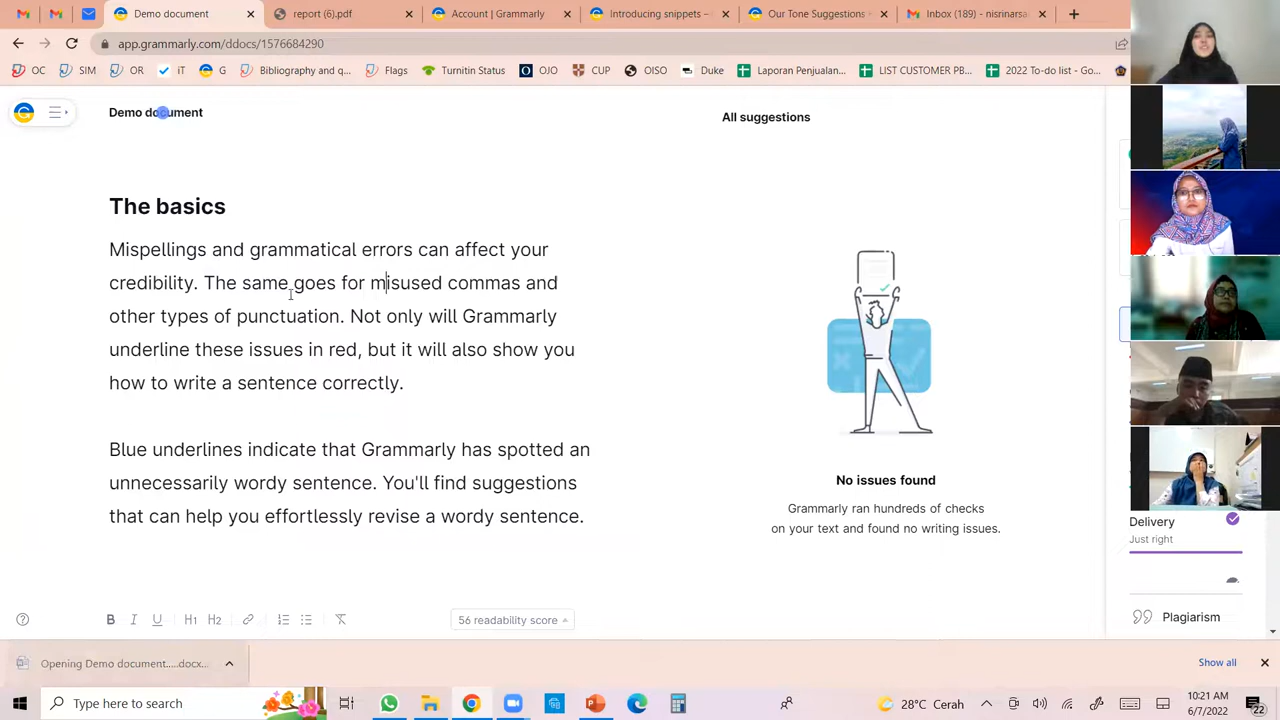 Demo document
report (6).pdf
Account | Grammarly
Introducing snippets –
Our Tone Suggestions
Inbox (189) - nisrinarsa
app.grammarly.com/ddocs/1576684290
OC
SIM
OR
iT
G
Bibliography and q...
Flags
Turnitin Status
OJO
CUP
OISO
Duke
Laporan Penjualan...
LIST CUSTOMER PB...
2022 To-do list - Go...
Demo document
All suggestions
The basics
Mispellings and grammatical errors can affect your
credibility. The same goes for misused commas and
other types of punctuation. Not only will Grammarly
underline these issues in red, but it will also show you
how to write a sentence correctly.
Blue underlines indicate that Grammarly has spotted an
unnecessarily wordy sentence. You'll find suggestions
that can help you effortlessly revise a wordy sentence.
No issues found
Grammarly ran hundreds of checks
on your text and found no writing issues.
Delivery
Just right
Plagiarism
B I U H1 H2
56 readability score
Opening Demo document.....docx...
Show all
Type here to search
28°C Cerah
10:21 AM
6/7/2022
22